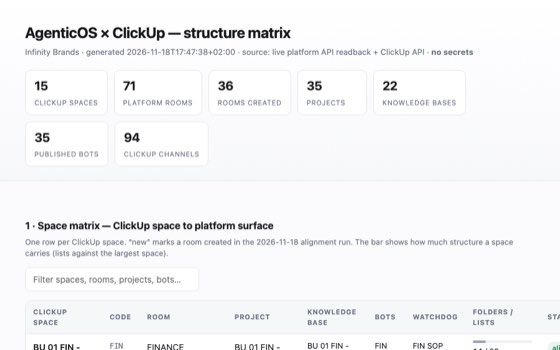 AgenticOS × ClickUp — structure matrix
Infinity Brands · generated 2026-11-18T17:47:38+02:00 · source: live platform API readback + ClickUp API · no secrets
15 71 36 35 22
CLICKUP SPACES PLATFORM ROOMS ROOMS CREATED PROJECTS KNOWLEDGE BASES
35 94
PUBLISHED BOTS CLICKUP CHANNELS
1 · Space matrix — ClickUp space to platform surface
One row per ClickUp space. "new" marks a room created in the 2026-11-18 alignment run. The bar shows how much structure a space
carries (lists against the largest space).
Filter spaces, rooms, projects, bots...
CLICKUP SPACE CODE ROOM PROJECT KNOWLEDGE BASE BOTS WATCHDOG FOLDERS / LISTS
BU 01 FIN - FIN FINANCE BU 01 FIN - BU 01 FIN - FIN FIN SOP